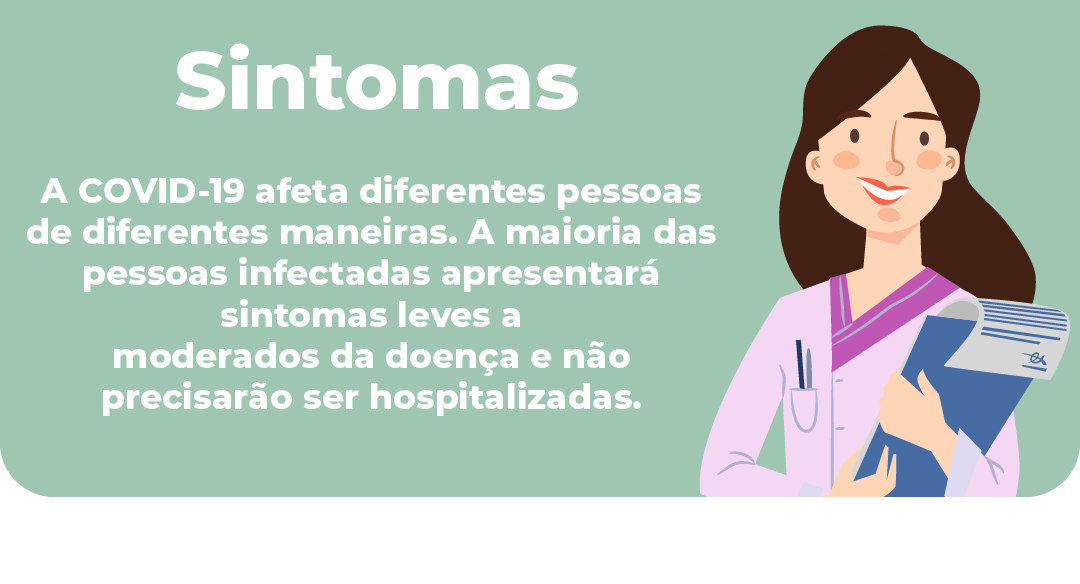 Sintomas
A COVID-19 afeta diferentes pessoas
de diferentes maneiras. A maioria das
pessoas infectadas apresentará
sintomas leves a
moderados da doença e não
precisarão ser hospitalizadas.